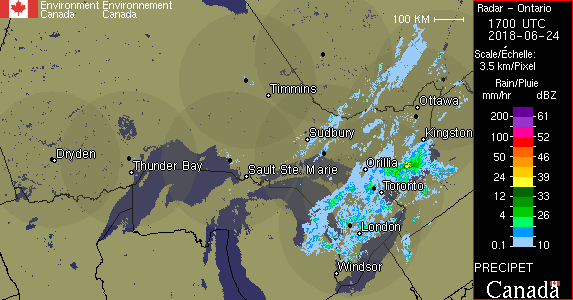 Environment Environnement
Canada Canada
100 KM
Timmins
Ottawa
Sudbury
Kingston
Dryden
Thunder Bay
Sault Ste. Marie
Orillia
Toronto
London
Windsor
Radar - Ontario
1700 UTC
2018-06-24
Scale/Échelle:
3.5 km/Pixel
Rain/Pluie
mm/hr dBZ
200 61
100 52
50 46
24 39
12 33
4 26
0.1 10
PRECIPET
Canada